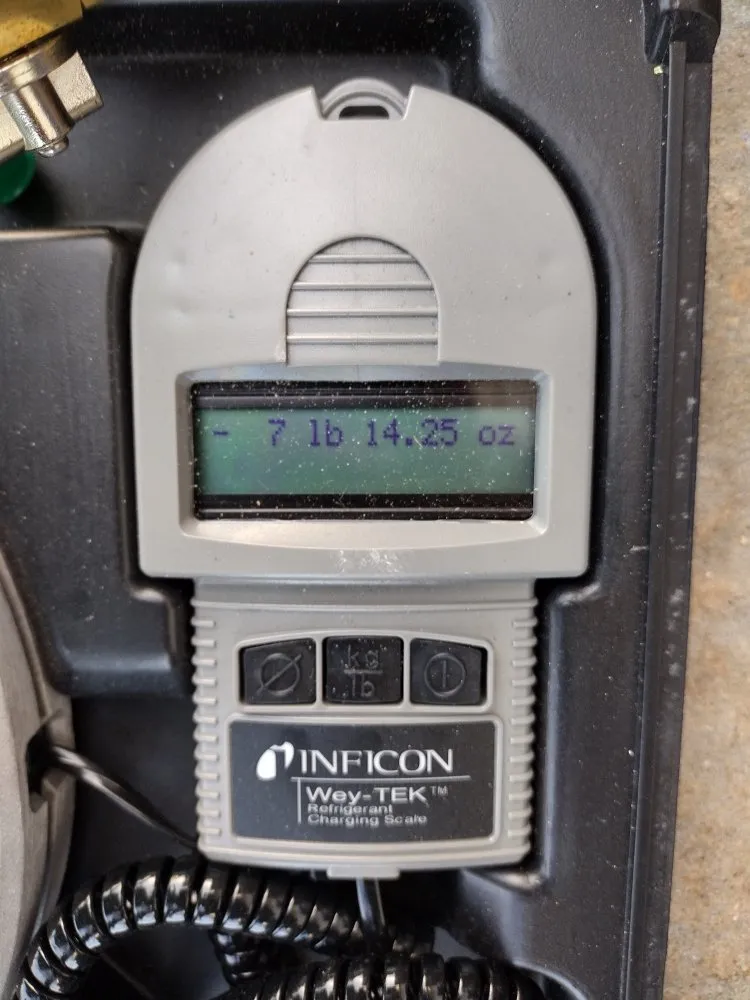 - 7 lb 14.25 oz
kg
lb
INFICON
Wey-TEK™
Refrigerant
Charging Scale